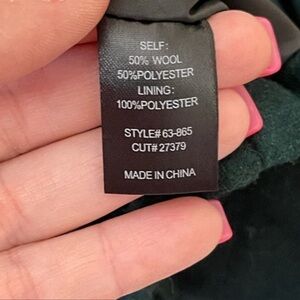 SELF:
50% WOOL
50%POLYESTER
LINING:
100%POLYESTER
STYLE# 63-865
CUT# 27379
MADE IN CHINA